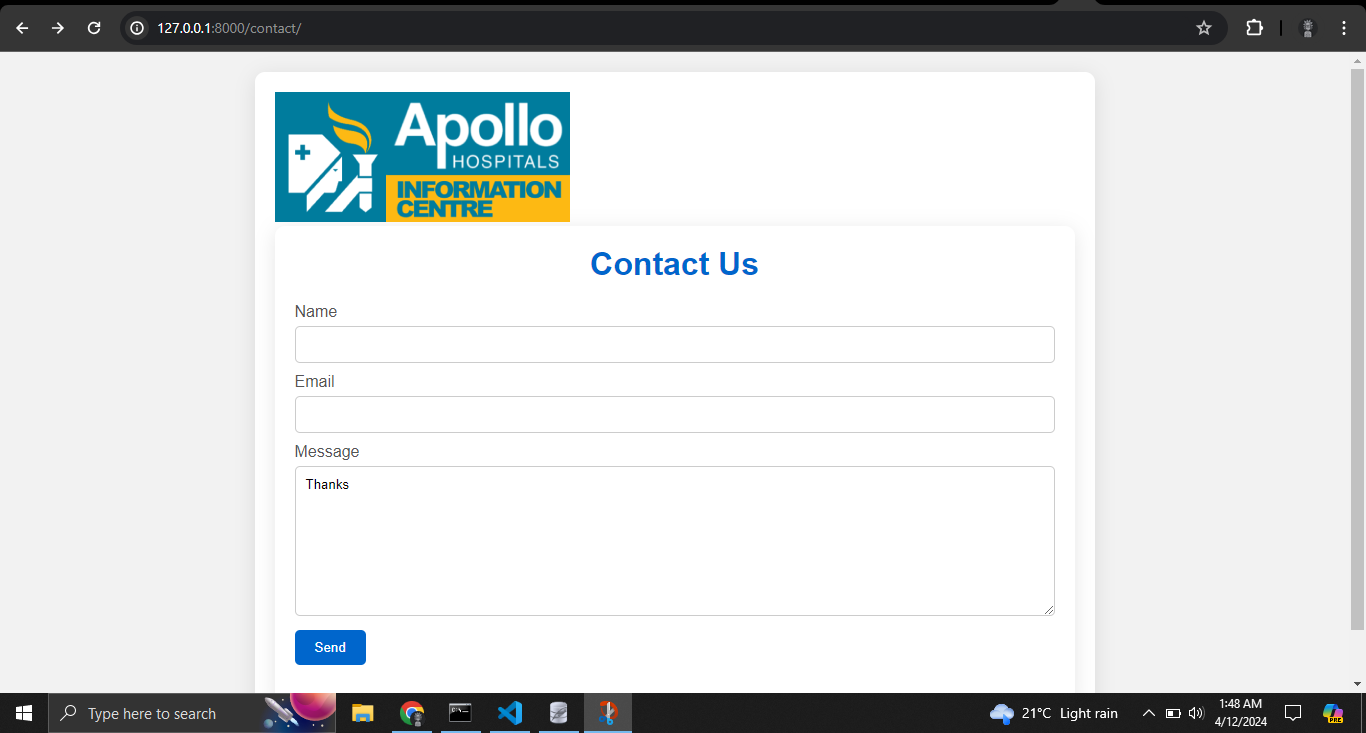 127.0.0.1:8000/contact/
Apollo
HOSPITALS
INFORMATION
CENTRE
Contact Us
Name
Email
Message
Thanks
Send
Type here to search
21°C Light rain
1:48 AM
4/12/2024
PRE